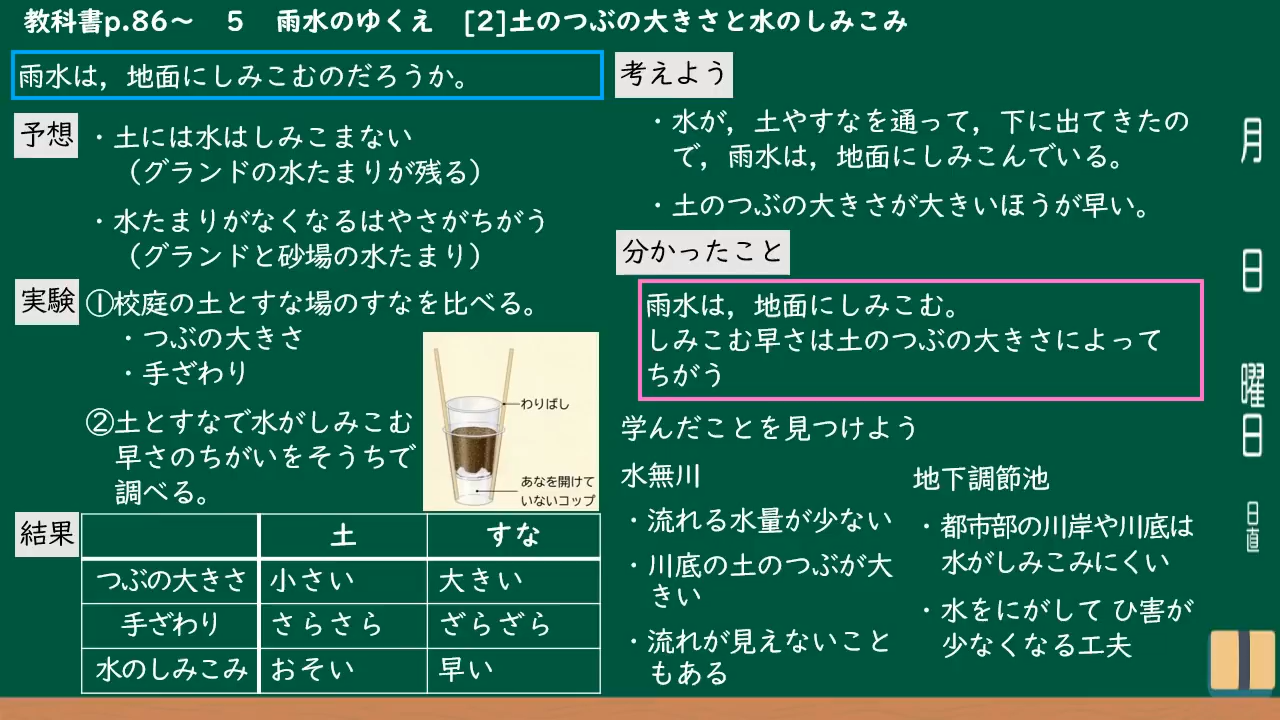 教科書p.86～　５　雨水のゆくえ　[2]土のつぶの大きさと水のしみこみ
雨水は，地面にしみこむのだろうか。
予想
・土には水はしみこまない
（グランドの水たまりが残る）
・水たまりがなくなるはやさがちがう
（グランドと砂場の水たまり）
実験
①校庭の土とすな場のすなを比べる。
・つぶの大きさ
・手ざわり
②土とすなで水がしみこむ
早さのちがいをそうちで
調べる。
わりばし
あなを開けて
いないコップ
結果
土　すな
つぶの大きさ　小さい　大きい
手ざわり　さらさら　ざらざら
水のしみこみ　おそい　早い
考えよう
・水が，土やすなを通って，下に出てきたの
で，雨水は，地面にしみこんでいる。
・土のつぶの大きさが大きいほうが早い。
分かったこと
雨水は，地面にしみこむ。
しみこむ早さは土のつぶの大きさによって
ちがう
学んだことを見つけよう
水無川
・流れる水量が少ない
・川底の土のつぶが大
きい
・流れが見えないこと
もある
地下調節池
・都市部の川岸や川底は
水がしみこみにくい
・水をにがして ひ害が
少なくなる工夫
月
日
曜日
日直